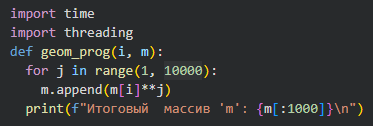 import time
import threading
def geom_prog(i, m):
  for j in range(1, 10000):
    m.append(m[i]**j)
  print(f"Итоговый  массив 'm': {m[:1000]}\n")